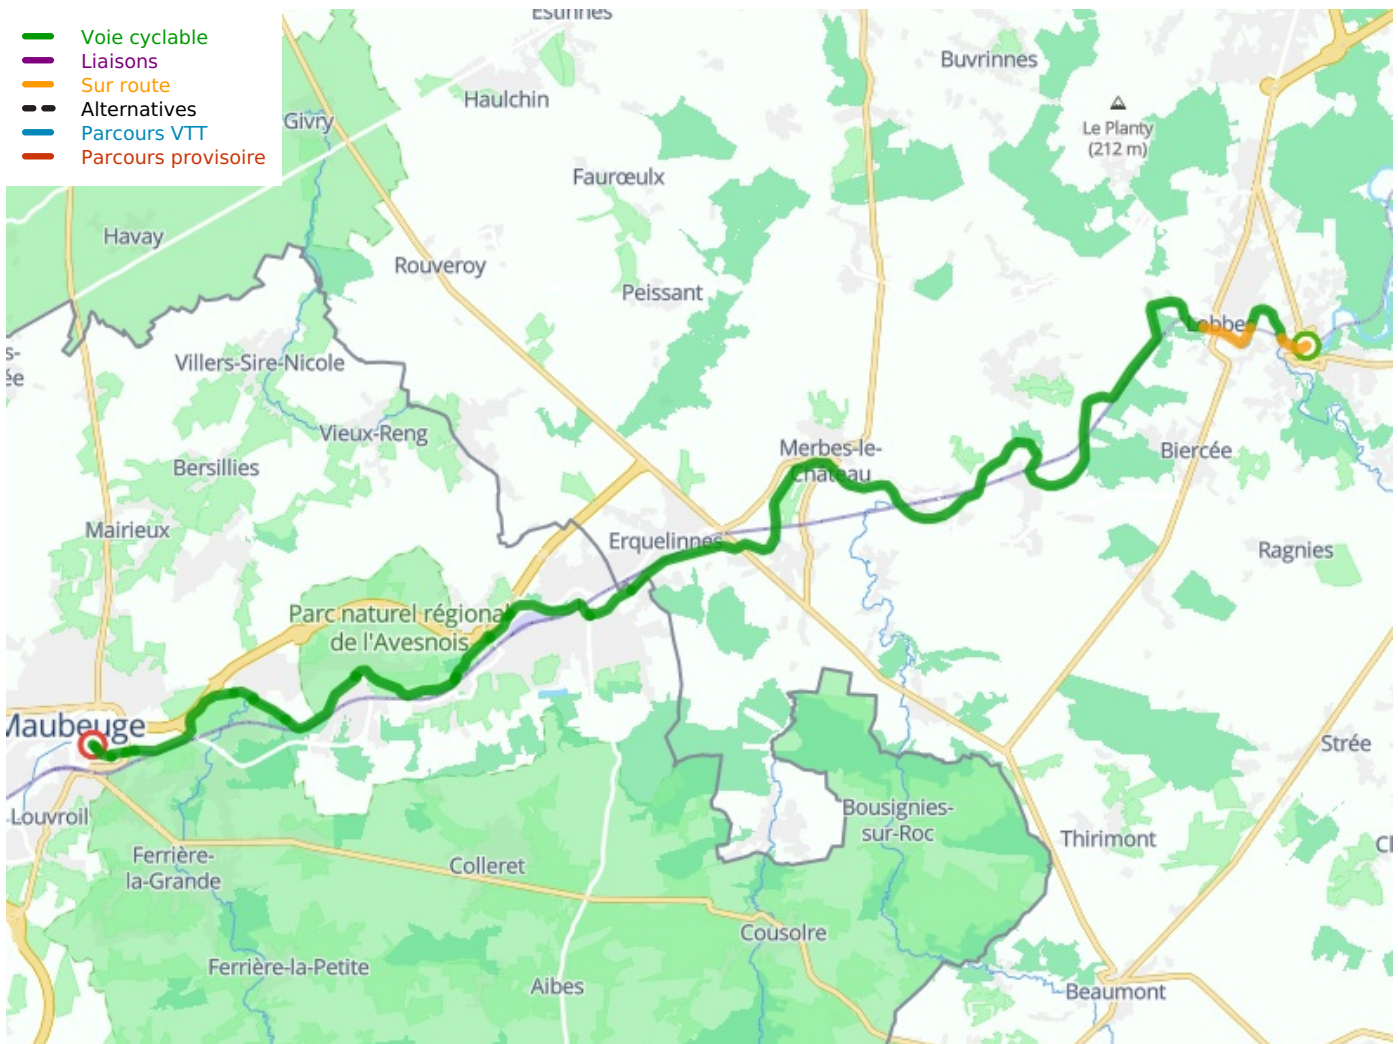 Voie cyclable
Liaisons
Sur route
Alternatives
Parcours VTT
Parcours provisoire
Estinnes
Buvrinnes
Haulchin
Givry
Le Planty
(212 m)
Faurœulx
Havay
Rouveroy
Peissant
Villers-Sire-Nicole
Vieux-Reng
Bersillies
Merbes-le-
Château
Biercée
Mairieux
Erquelinnes
Ragnies
Parc naturel régional
de l'Avesnois
Maubeuge
Strée
Louvroil
Bousignies-
sur-Roc
Thirimont
Ferrière-
la-Grande
Colleret
Cousolre
Ferrière-la-Petite
Aibes
Beaumont